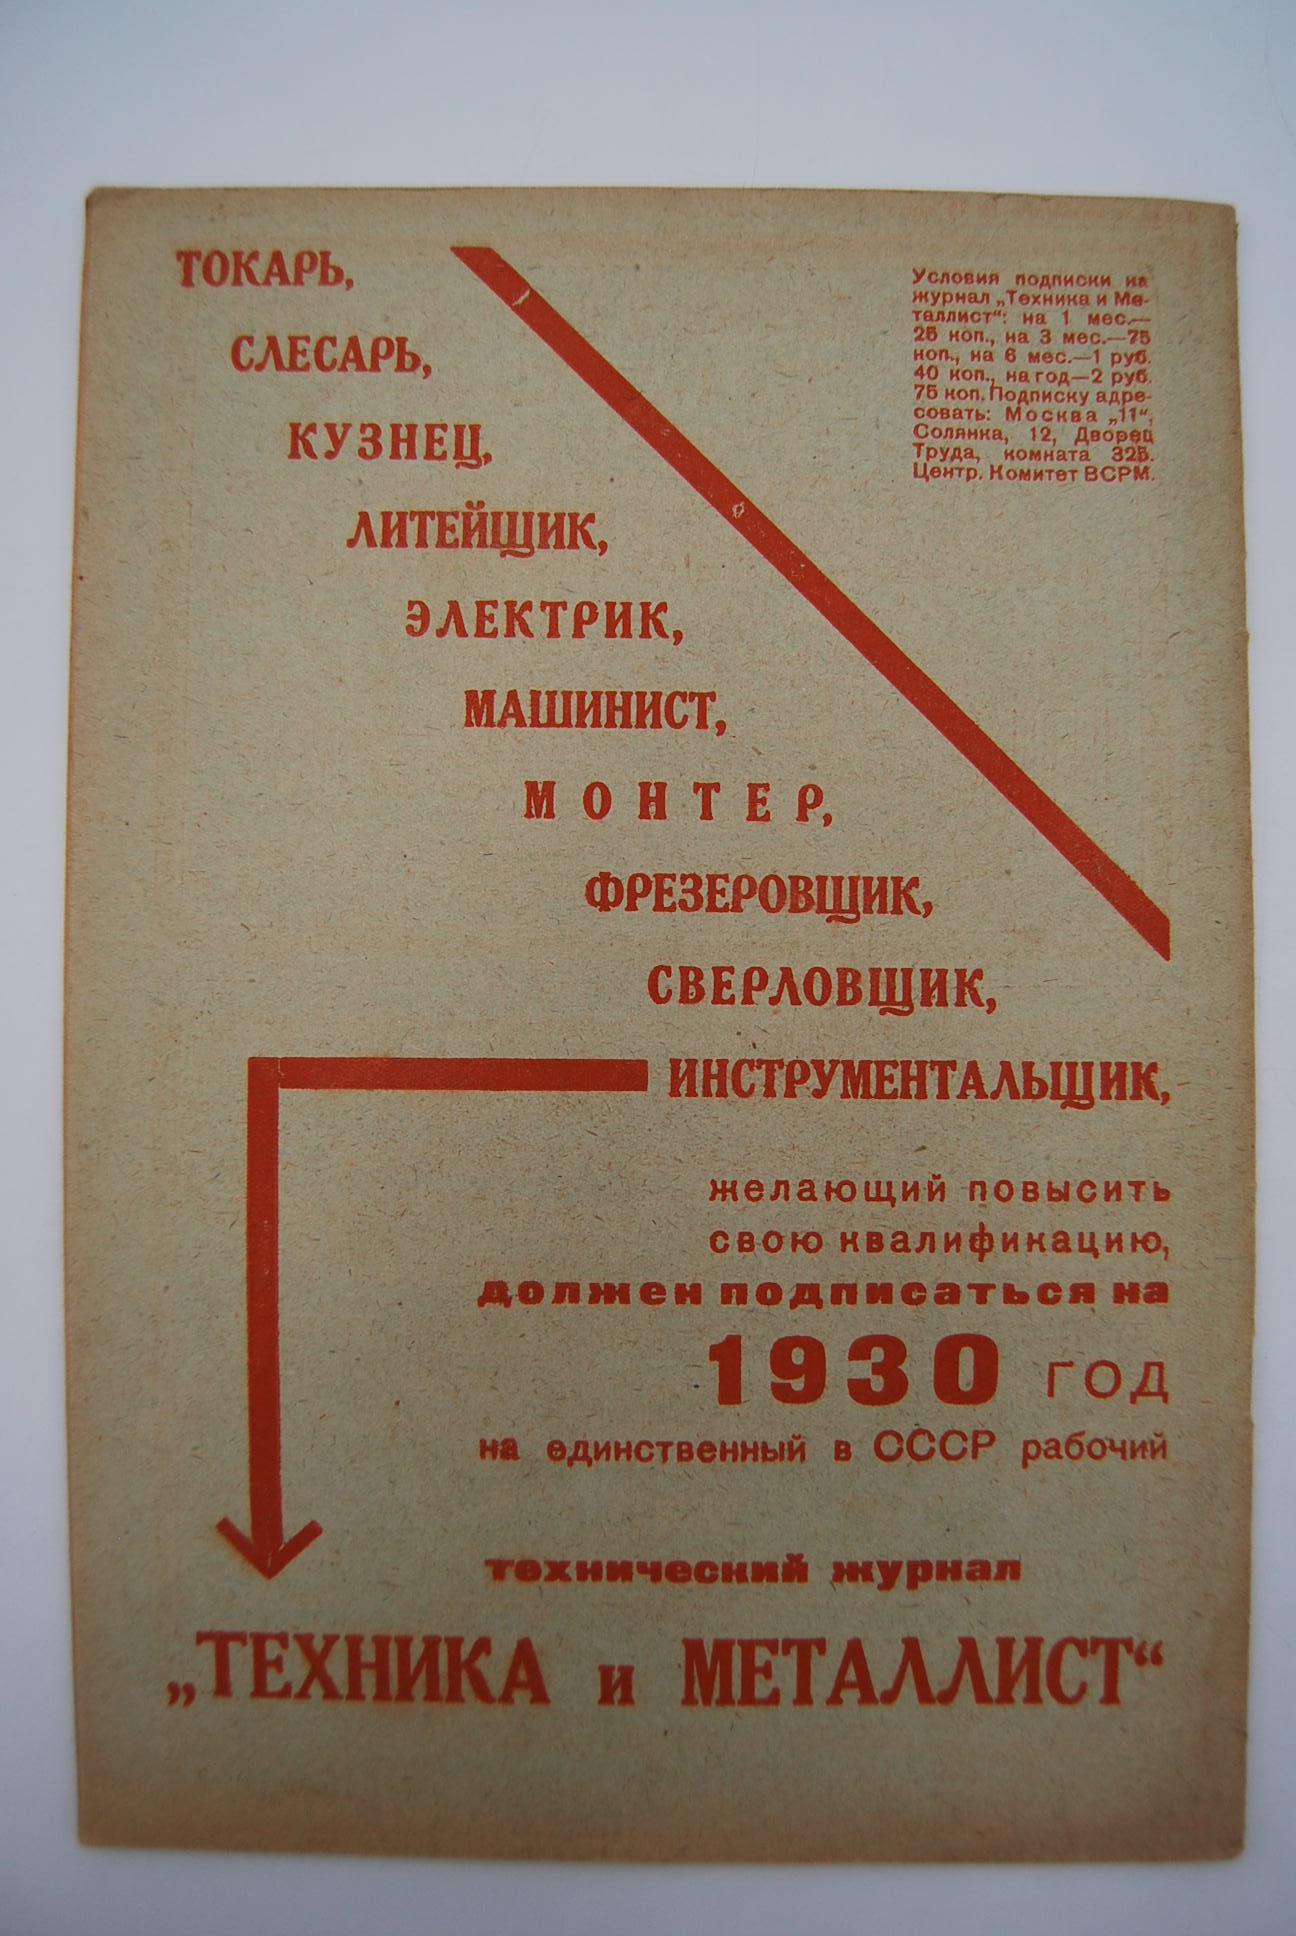 ТОКАРЬ,
СЛЕСАРЬ,
КУЗНЕЦ,
ЛИТЕЙЩИК,
ЭЛЕКТРИК,
МАШИНИСТ,
МОНТЕР,
ФРЕЗЕРОВЩИК,
СВЕРЛОВЩИК,
ИНСТРУМЕНТАЛЬЩИК,
Условия подписки на
журнал „Техника и Ме-
таллист“: на 1 мес.—
25 коп., на 3 мес.—75
коп., на 6 мес.—1 руб.
40 коп., на год—2 руб.
75 коп. Подписку адре-
совать: Москва „11“,
Солянка, 12, Дворец
Труда, комната 325.
Центр. Комитет ВСРМ.
желающий повысить
свою квалификацию,
должен подписаться на
1930 год
на единственный в СССР рабочий
технический журнал
„ТЕХНИКА и МЕТАЛЛИСТ“